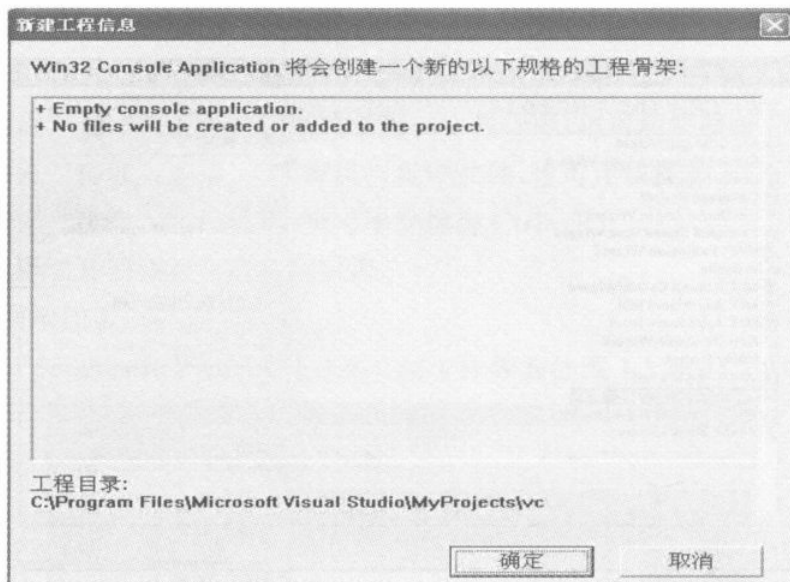 新建工程信息
Win32 Console Application 将会创建一个新的以下规格的工程骨架:
+ Empty console application.
+ No files will be created or added to the project.
工程目录:
C:\Program Files\Microsoft Visual Studio\MyProjects\vc
确定
取消